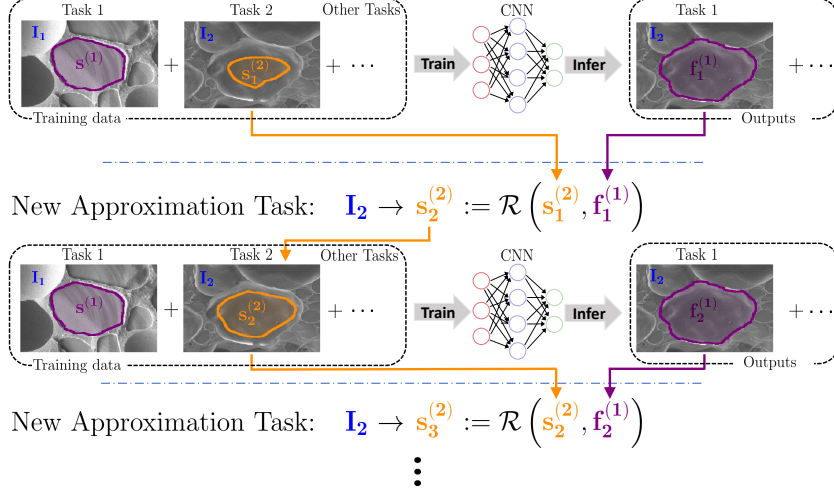 Task 1 Task 2 Other Tasks CNN Task 1
I₁ s⁽¹⁾ + I₂ s₁⁽²⁾ + ⋯ Train Infer I₂ f₁⁽¹⁾ + ⋯
Training data Outputs
New Approximation Task: I₂ → s₂⁽²⁾ := ℛ(s₁⁽²⁾, f₁⁽¹⁾)
Task 1 Task 2 Other Tasks CNN Task 1
I₁ s⁽¹⁾ + I₂ s₂⁽²⁾ + ⋯ Train Infer I₂ f₂⁽¹⁾ + ⋯
Training data Outputs
New Approximation Task: I₂ → s₃⁽²⁾ := ℛ(s₂⁽²⁾, f₂⁽¹⁾)
⋮